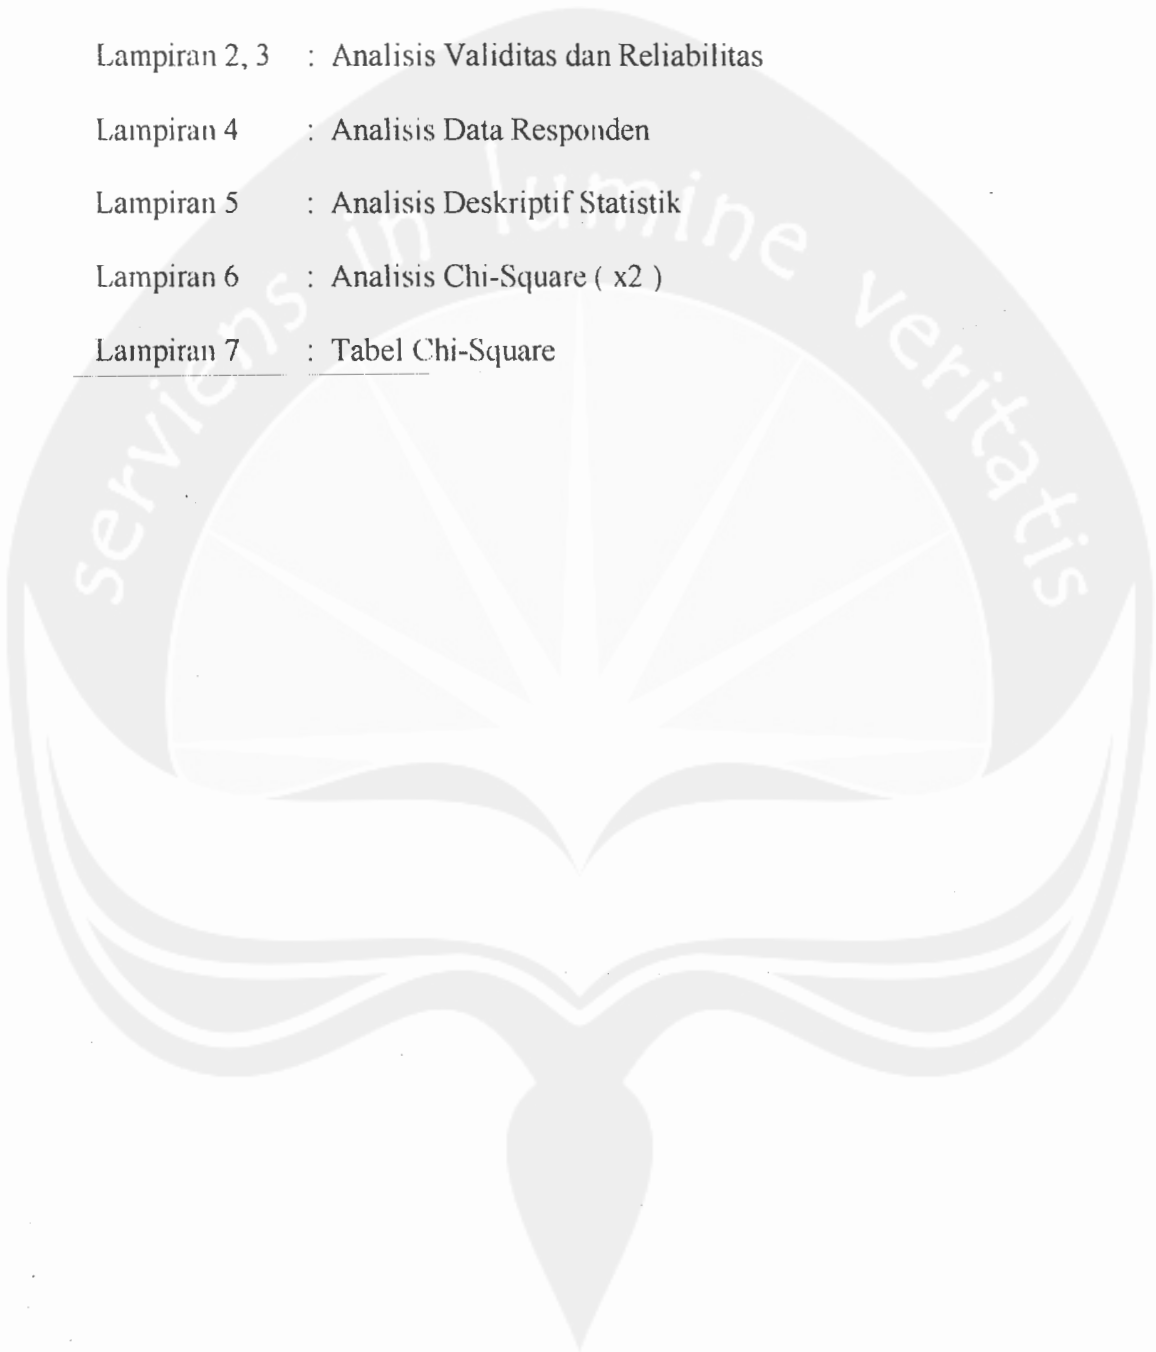 Lampiran 2, 3 : Analisis Validitas dan Reliabilitas
Lampiran 4 : Analisis Data Responden
Lampiran 5 : Analisis Deskriptif Statistik
Lampiran 6 : Analisis Chi-Square ( x2 )
Lampiran 7 : Tabel Chi-Square
serviens in lumine veritatis